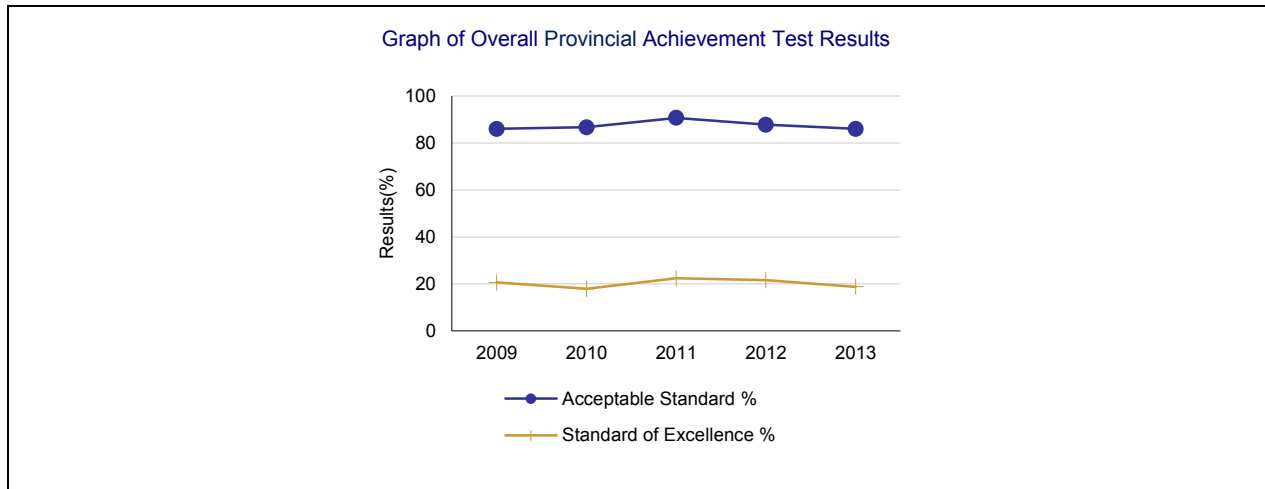 Graph of Overall Provincial Achievement Test Results
100
80
60
40
20
0
Results(%)
2009 2010 2011 2012 2013
Acceptable Standard %
Standard of Excellence %